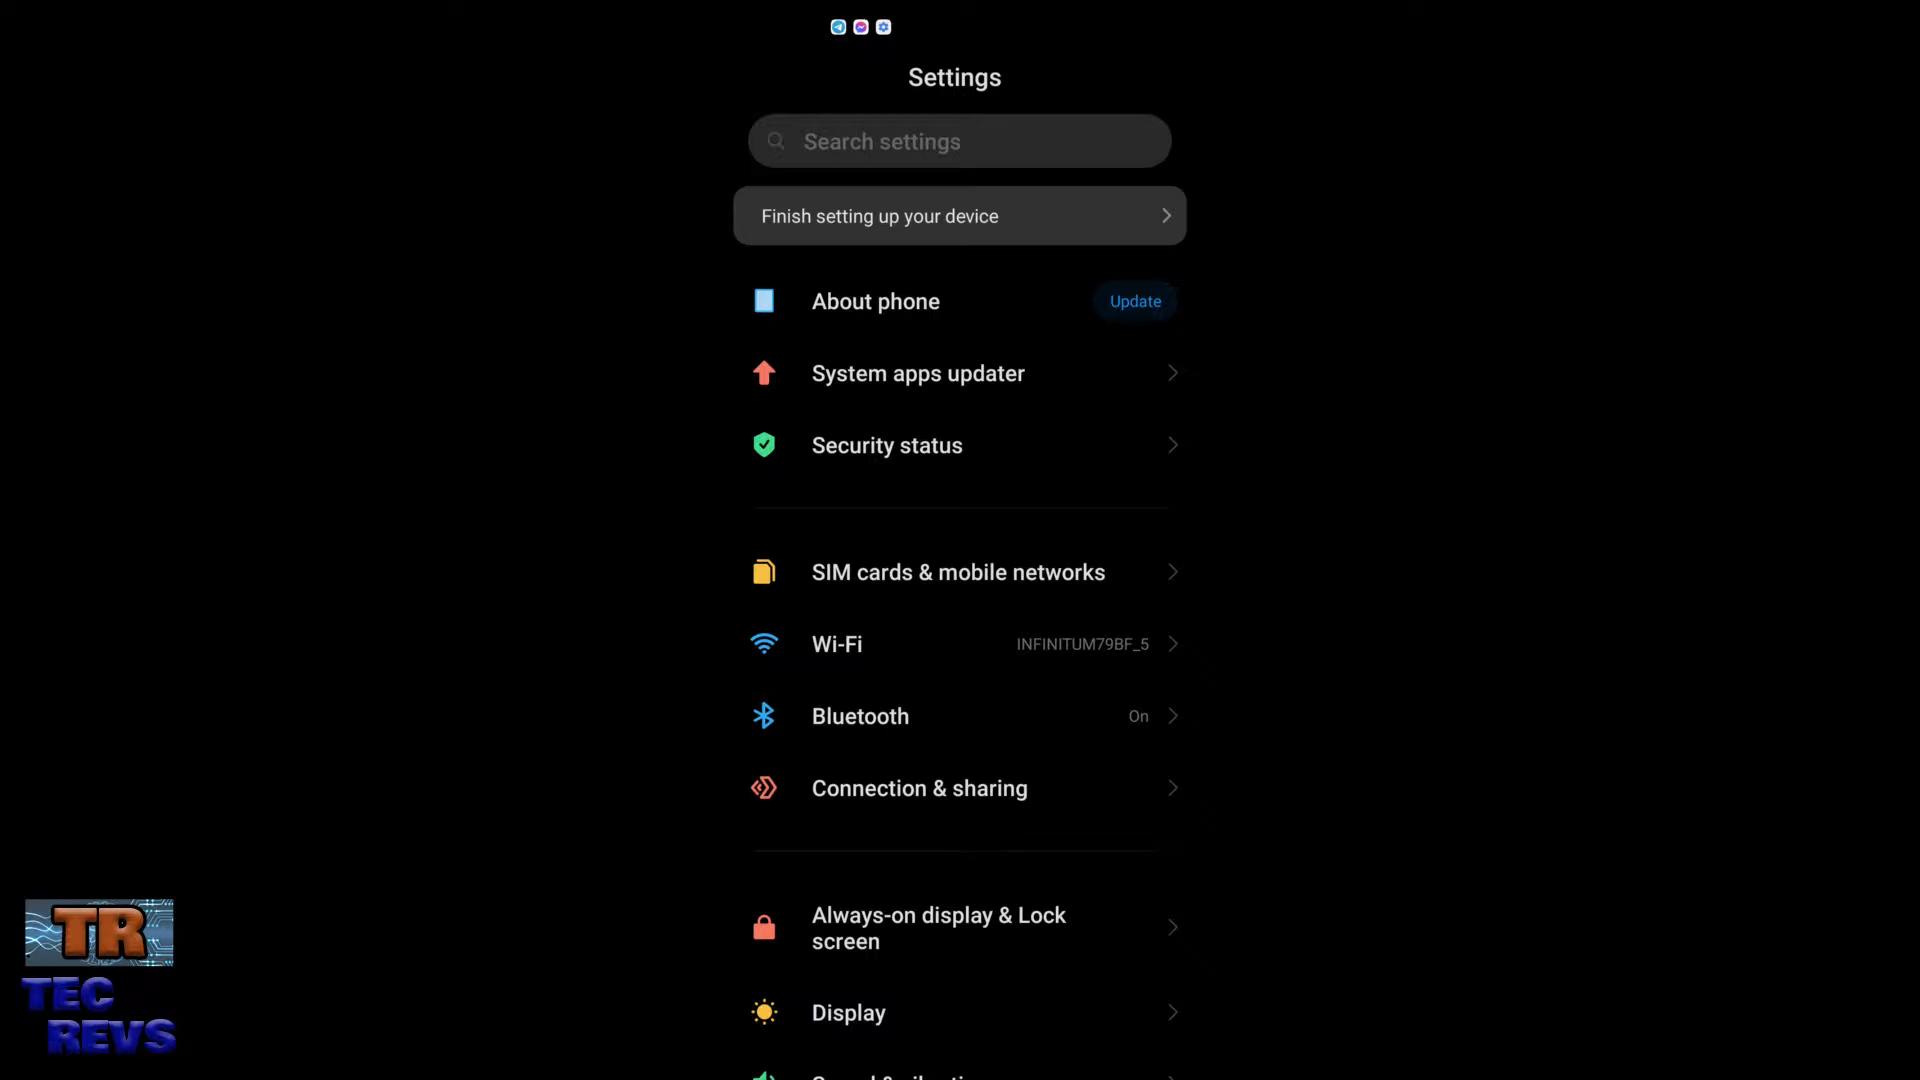 Settings
Search settings
Finish setting up your device
About phone
Update
System apps updater
Security status
SIM cards & mobile networks
Wi-Fi
INFINITUM79BF_5
Bluetooth
On
Connection & sharing
Always-on display & Lock
screen
Display
TR
TEC
REVS